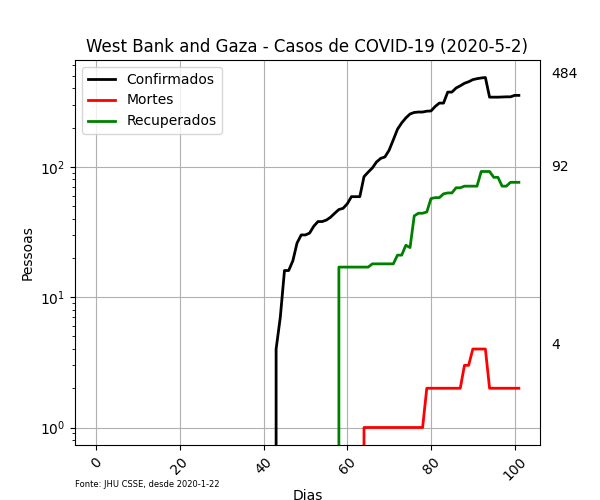 West Bank and Gaza - Casos de COVID-19 (2020-5-2)
Confirmados
Mortes
Recuperados
484
92
4
Pessoas
10²
10¹
10⁰
0 20 40 60 80 100
Fonte: JHU CSSE, desde 2020-1-22
Dias